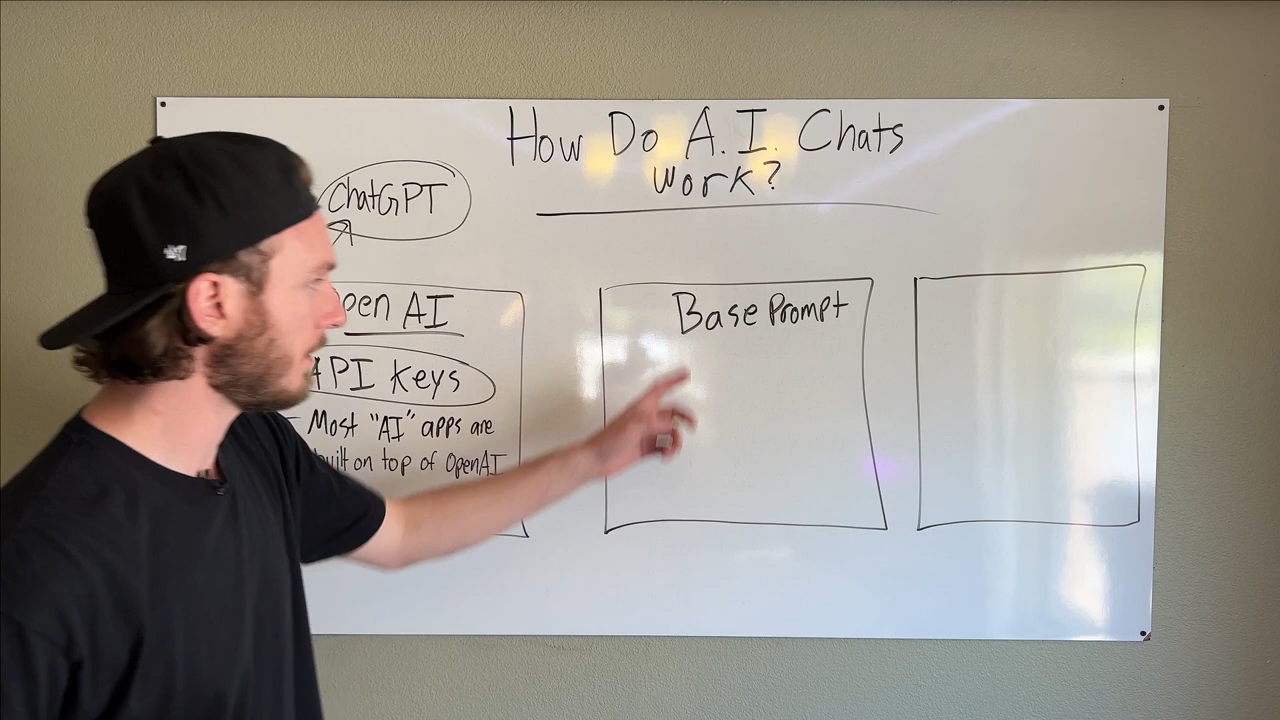 How Do A.I. Chats
Work?
ChatGPT
pen AI
API Keys
- Most "AI" apps are
built on top of OpenAI
Base Prompt